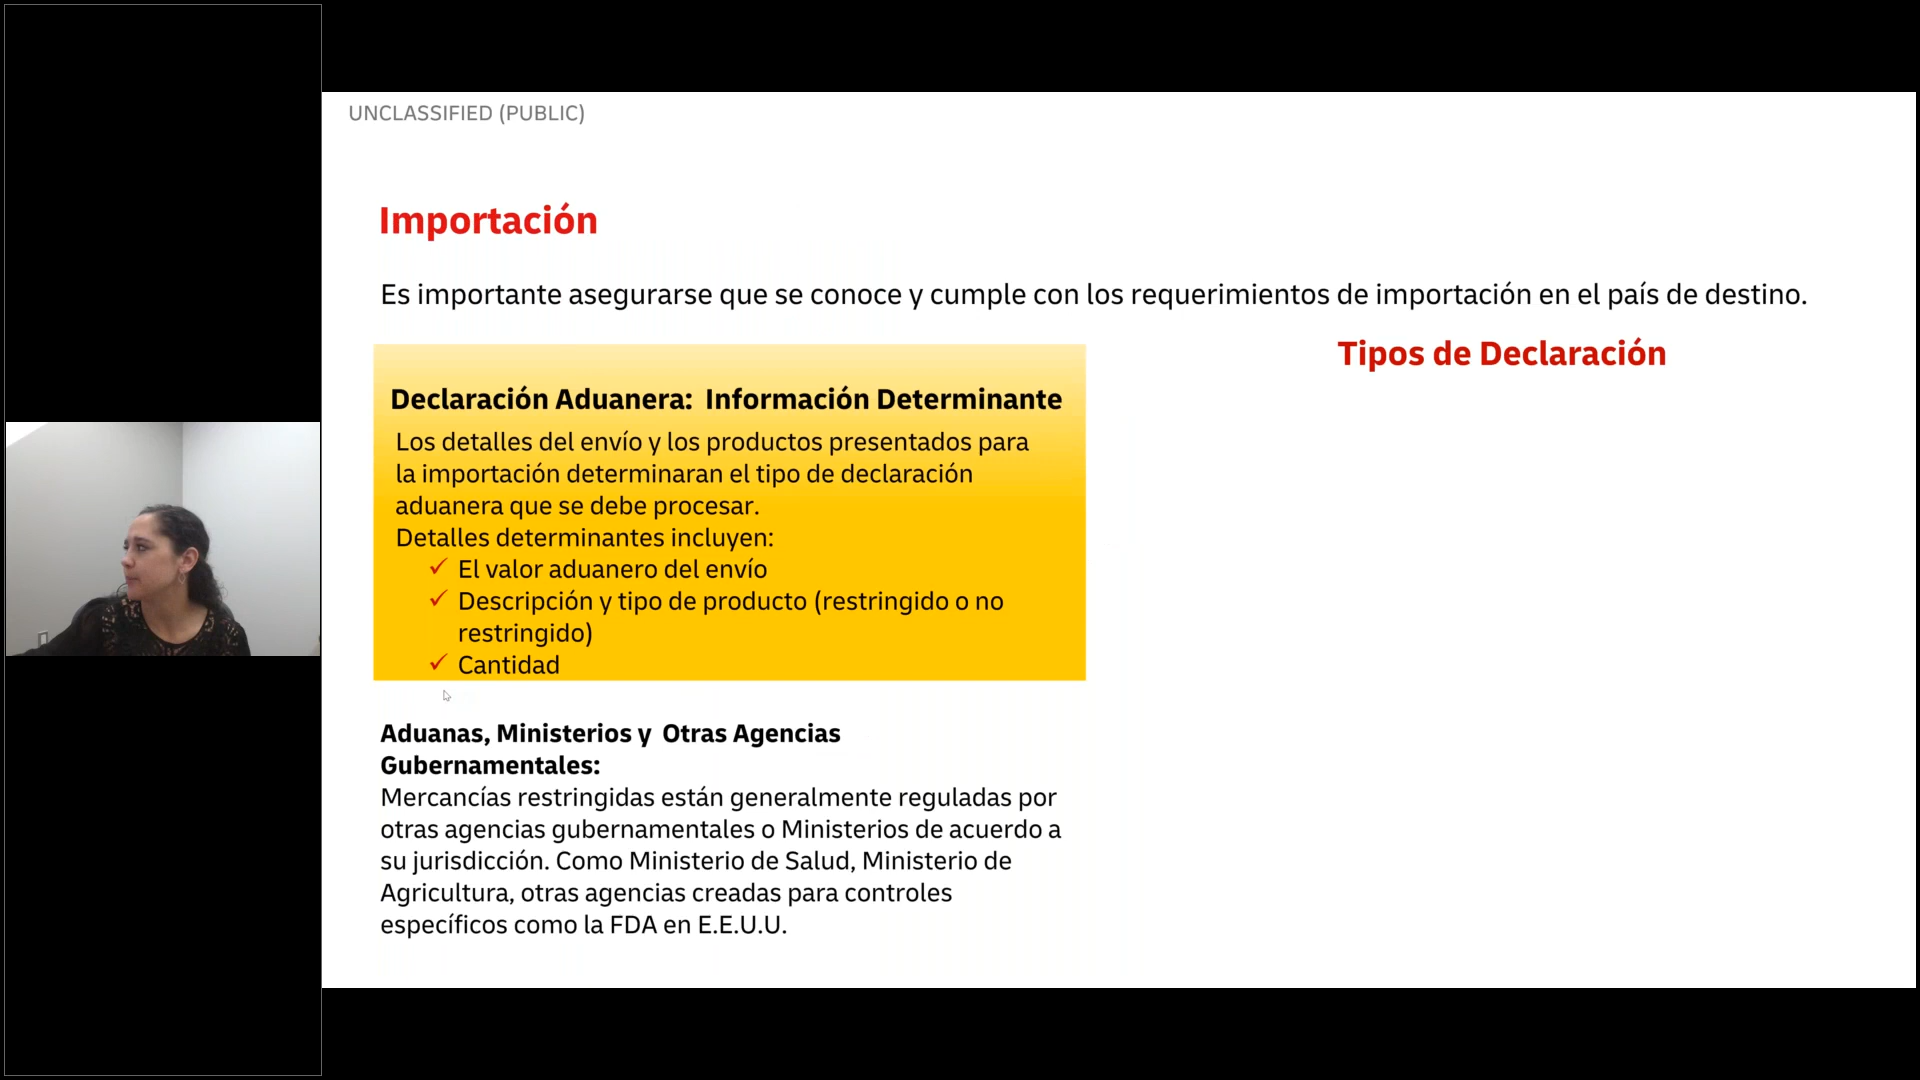 UNCLASSIFIED (PUBLIC)
Importación
Es importante asegurarse que se conoce y cumple con los requerimientos de importación en el país de destino.
Declaración Aduanera:  Información Determinante
Los detalles del envío y los productos presentados para
la importación determinaran el tipo de declaración
aduanera que se debe procesar.
Detalles determinantes incluyen:
✓ El valor aduanero del envío
✓ Descripción y tipo de producto (restringido o no
restringido)
✓ Cantidad
Aduanas, Ministerios y  Otras Agencias
Gubernamentales:
Mercancías restringidas están generalmente reguladas por
otras agencias gubernamentales o Ministerios de acuerdo a
su jurisdicción. Como Ministerio de Salud, Ministerio de
Agricultura, otras agencias creadas para controles
específicos como la FDA en E.E.U.U.
Tipos de Declaración